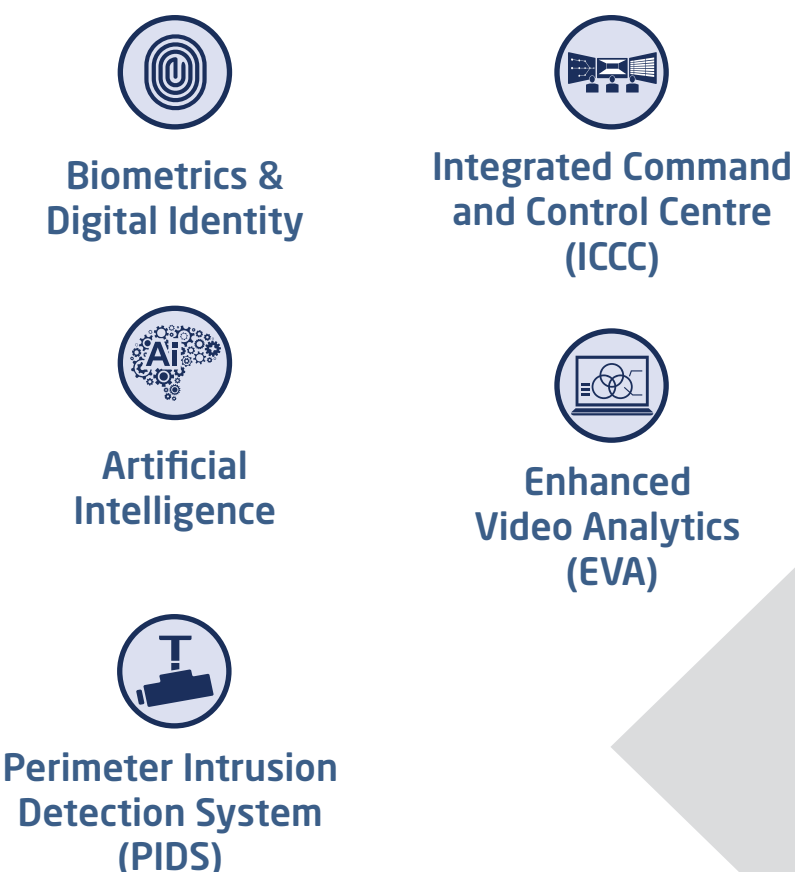 Biometrics &
Digital Identity
Integrated Command
and Control Centre
(ICCC)
Ai
Artificial
Intelligence
Enhanced
Video Analytics
(EVA)
Perimeter Intrusion
Detection System
(PIDS)